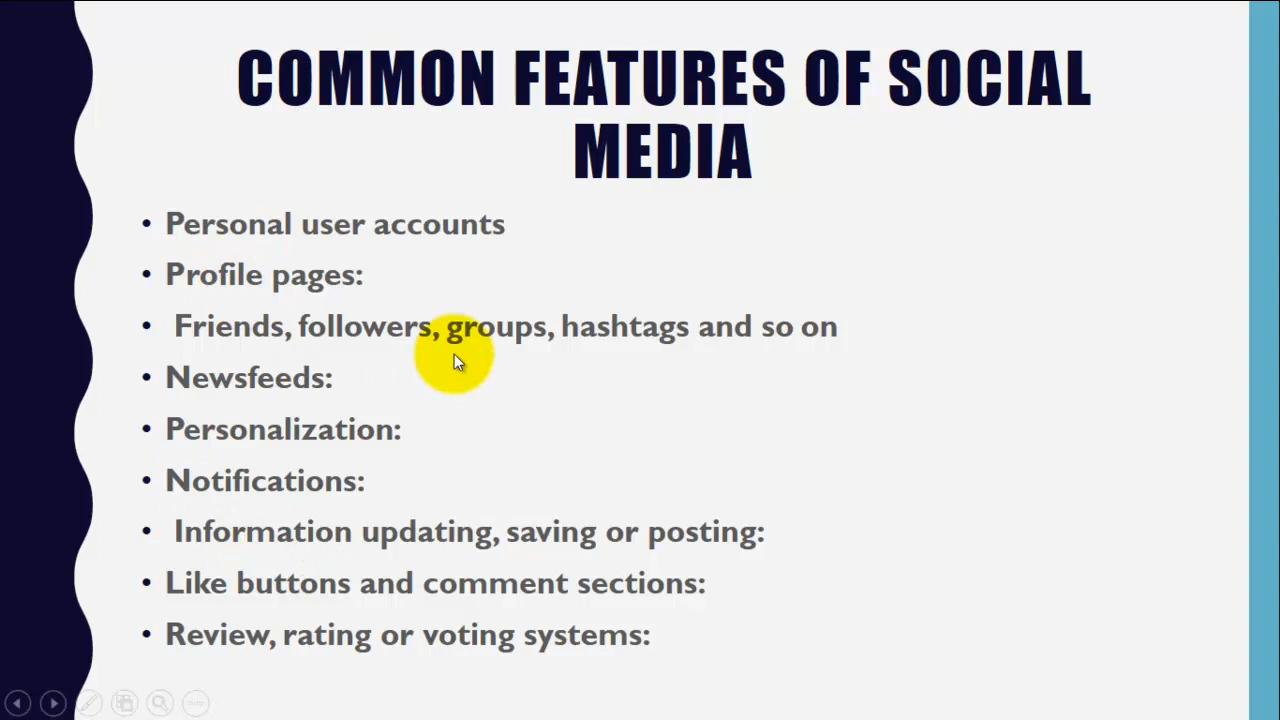 COMMON FEATURES OF SOCIAL
MEDIA
• Personal user accounts
• Profile pages:
• Friends, followers, groups, hashtags and so on
• Newsfeeds:
• Personalization:
• Notifications:
• Information updating, saving or posting:
• Like buttons and comment sections:
• Review, rating or voting systems: